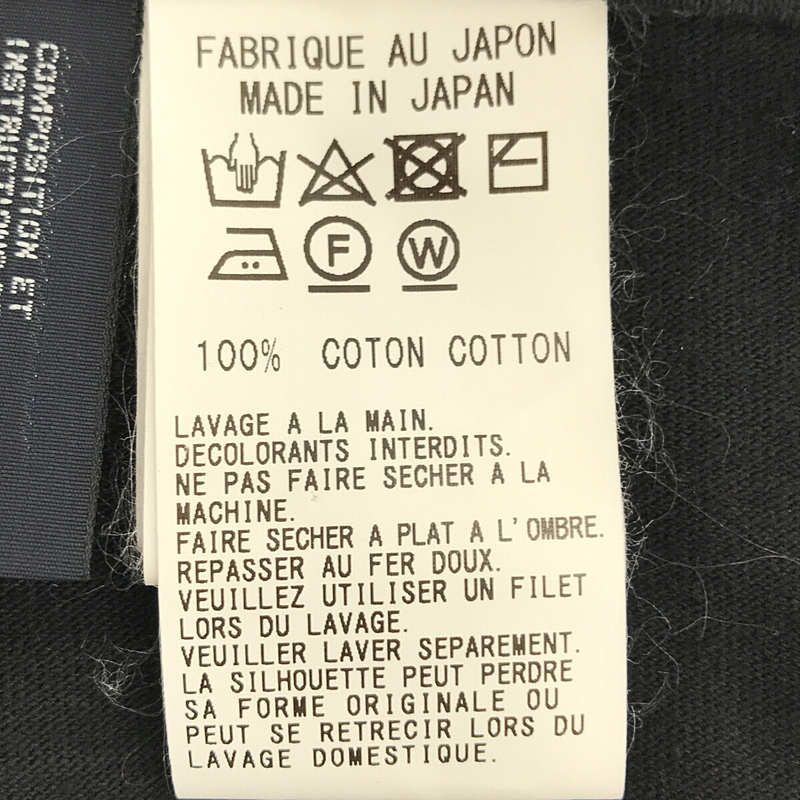 COMPOSITION ET
FABRIQUE AU JAPON
MADE IN JAPAN
F
W
100% COTON COTTON
LAVAGE A LA MAIN.
DECOLORANTS INTERDITS.
NE PAS FAIRE SECHER A LA
MACHINE.
FAIRE SECHER A PLAT A L'OMBRE.
REPASSER AU FER DOUX.
VEUILLEZ UTILISER UN FILET
LORS DU LAVAGE.
VEUILLER LAVER SEPAREMENT.
LA SILHOUETTE PEUT PERDRE
SA FORME ORIGINALE OU
PEUT SE RETRECIR LORS DU
LAVAGE DOMESTIQUE.